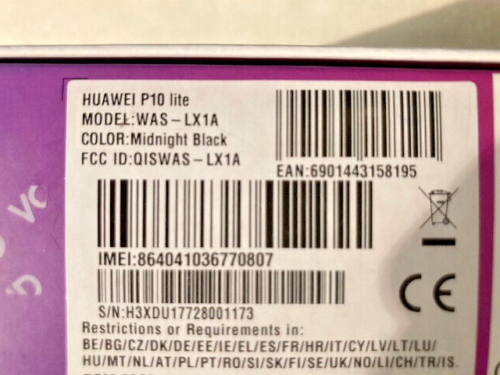 HUAWEI P10 lite
MODEL:WAS-LX1A
COLOR:Midnight Black
FCC ID:QISWAS-LX1A
EAN:6901443158195
IMEI:864041036770807
S/N:H3XDU17728001173
Restrictions or Requirements in:
BE/BG/CZ/DK/DE/EE/IE/EL/ES/FR/HR/IT/CY/LV/LT/LU/
HU/MT/NL/AT/PL/PT/RO/SI/SK/FI/SE/UK/NO/LI/CH/TR/IS.
CE